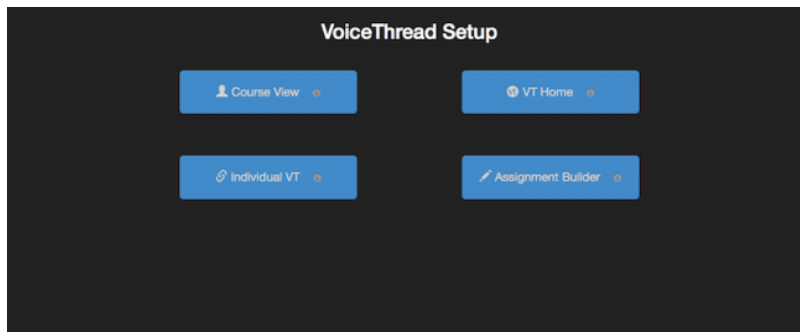 VoiceThread Setup
Course View
VT Home
Individual VT
Assignment Builder